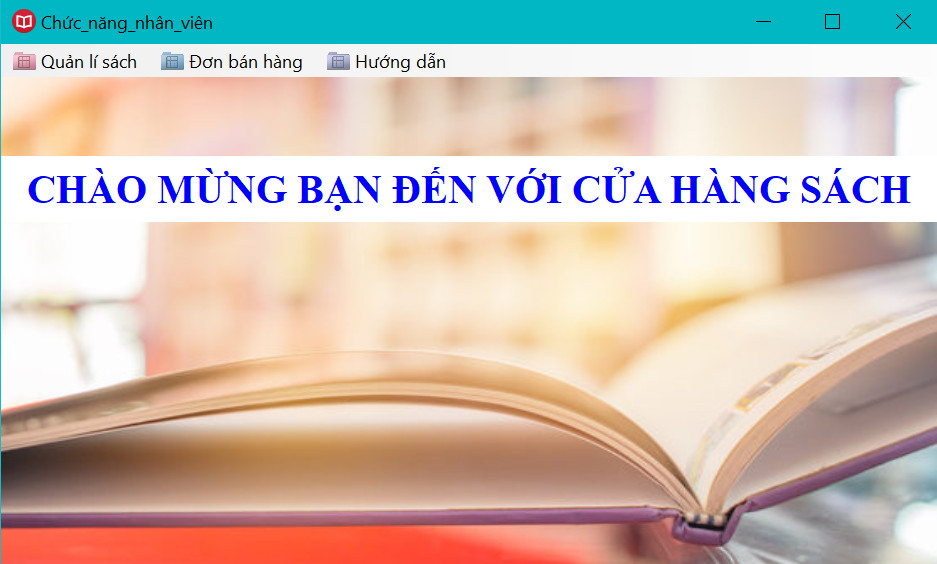 Chức_năng_nhân_viên
Quản lí sách Đơn bán hàng Hướng dẫn
CHÀO MỪNG BẠN ĐẾN VỚI CỬA HÀNG SÁCH